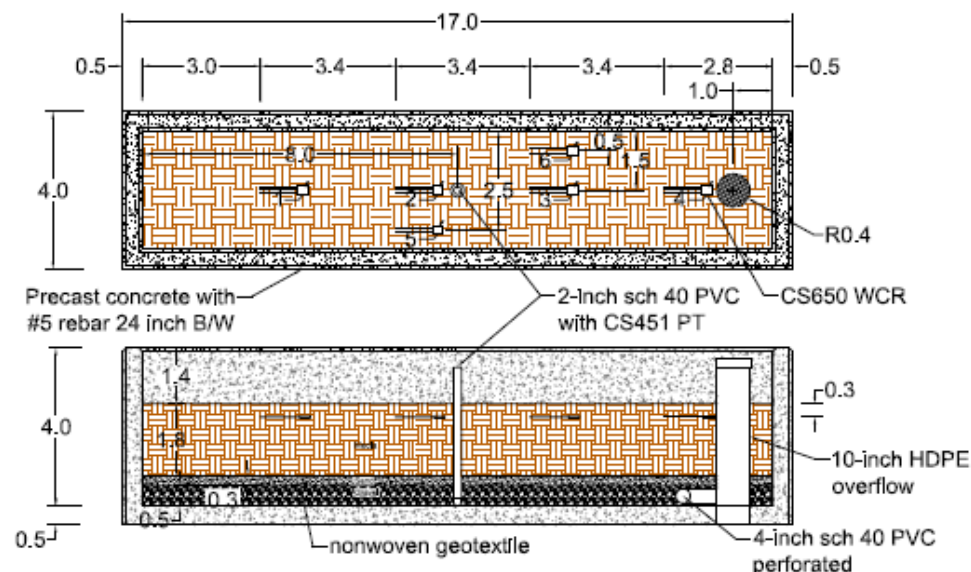 17.0
0.5 3.0 3.4 3.4 3.4 2.8 0.5
1.0
4.0
8.0
6
0.5
1.5
1
2
2.5
3
4
5
R0.4
Precast concrete with
#5 rebar 24 inch B/W
2-Inch sch 40 PVC
with CS451 PT
CS650 WCR
1.4
0.3
4.0
1.8
10-inch HDPE
overflow
0.3
0.5
0.5
nonwoven geotextile
4-inch sch 40 PVC
perforated